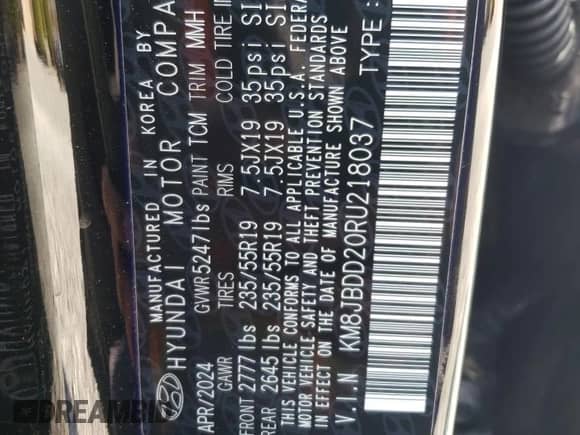 MANUFACTURED IN KOREA BY
HYUNDAI MOTOR COMPA
APR/2024 GVWR 5247lbs PAINT TCM TRIM MMH
GAWR TIRES RIMS COLD TIRE
FRONT 2777 lbs 235/55R19 7.5JX19 35psi
REAR 2645 lbs 235/55R19 7.5JX19 35psi
THIS VEHICLE CONFORMS TO ALL APPLICABLE U.S.A. FEDERA
MOTOR VEHICLE SAFETY AND THEFT PREVENTION STANDARDS
IN EFFECT ON THE DATE OF MANUFACTURE SHOWN ABOVE
V.I.N KM8JBDD20RU218037 TYPE:
DREAMBID